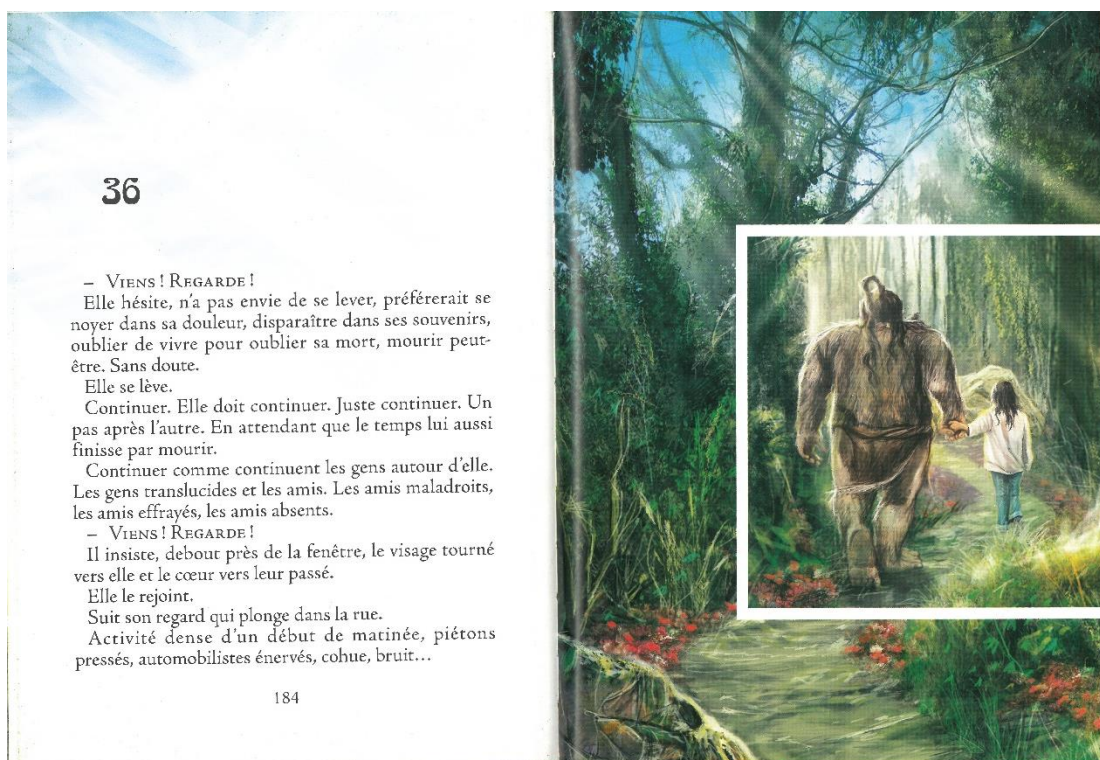 36
– VIENS ! REGARDE !
Elle hésite, n'a pas envie de se lever, préférerait se
noyer dans sa douleur, disparaître dans ses souvenirs,
oublier de vivre pour oublier sa mort, mourir peut-
être. Sans doute.
Elle se lève.
Continuer. Elle doit continuer. Juste continuer. Un
pas après l'autre. En attendant que le temps lui aussi
finisse par mourir.
Continuer comme continuent les gens autour d'elle.
Les gens translucides et les amis. Les amis maladroits,
les amis effrayés, les amis absents.
– VIENS ! REGARDE !
Il insiste, debout près de la fenêtre, le visage tourné
vers elle et le cœur vers leur passé.
Elle le rejoint.
Suit son regard qui plonge dans la rue.
Activité dense d'un début de matinée, piétons
pressés, automobilistes énervés, cohue, bruit...
184